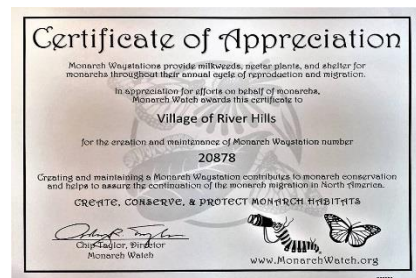 Certificate of Appreciation
Monarch Waystations provide milkweeds, nectar plants, and shelter for
monarchs throughout their annual cycle of reproduction and migration.
In appreciation for efforts on behalf of monarchs,
Monarch Watch awards this certificate to
Village of River Hills
for the creation and maintenance of Monarch Waystation number
20878
Creating and maintaining a Monarch Waystation contributes to monarch conservation
and helps to assure the continuation of the monarch migration in North America.
CREATE, CONSERVE, & PROTECT MONARCH HABITATS
Chip Taylor, Director
Monarch Watch
www.MonarchWatch.org